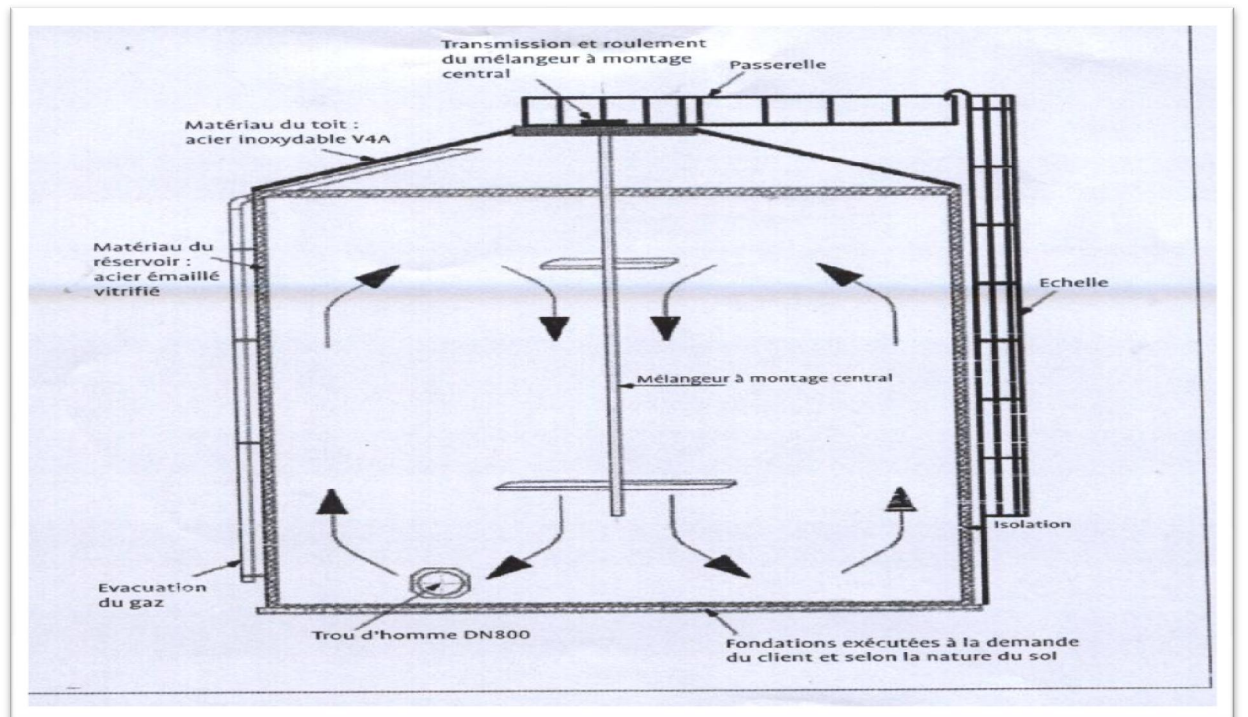 Transmission et roulement
du mélangeur à montage
central
Passerelle
Matériau du toît :
acier inoxydable V4A
Matériau du
réservoir :
acier émaillé
vitrifié
Echelle
Mélangeur à montage central
Isolation
Evacuation
du gaz
Trou d'homme DN800
Fondations exécutées à la demande
du client et selon la nature du sol